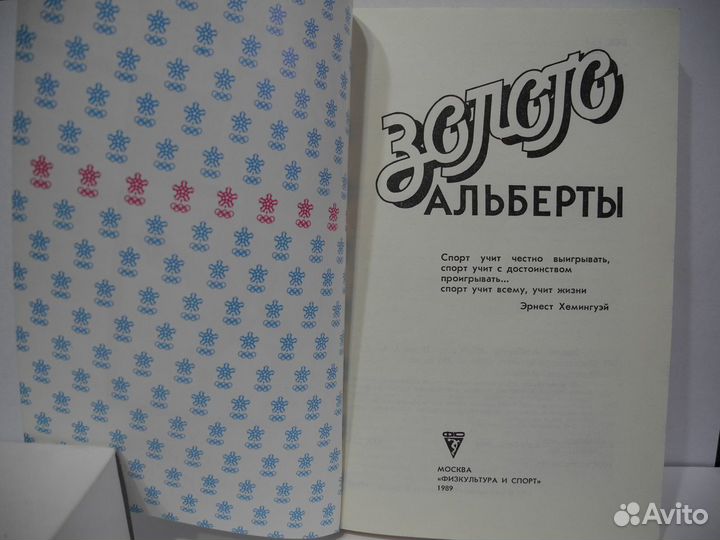 Золото
АЛЬБЕРТЫ
Спорт учит честно выигрывать,
спорт учит с достоинством
проигрывать...
спорт учит всему, учит жизни
Эрнест Хемингуэй
ФС
МОСКВА
«ФИЗКУЛЬТУРА И СПОРТ»
1989
Avito